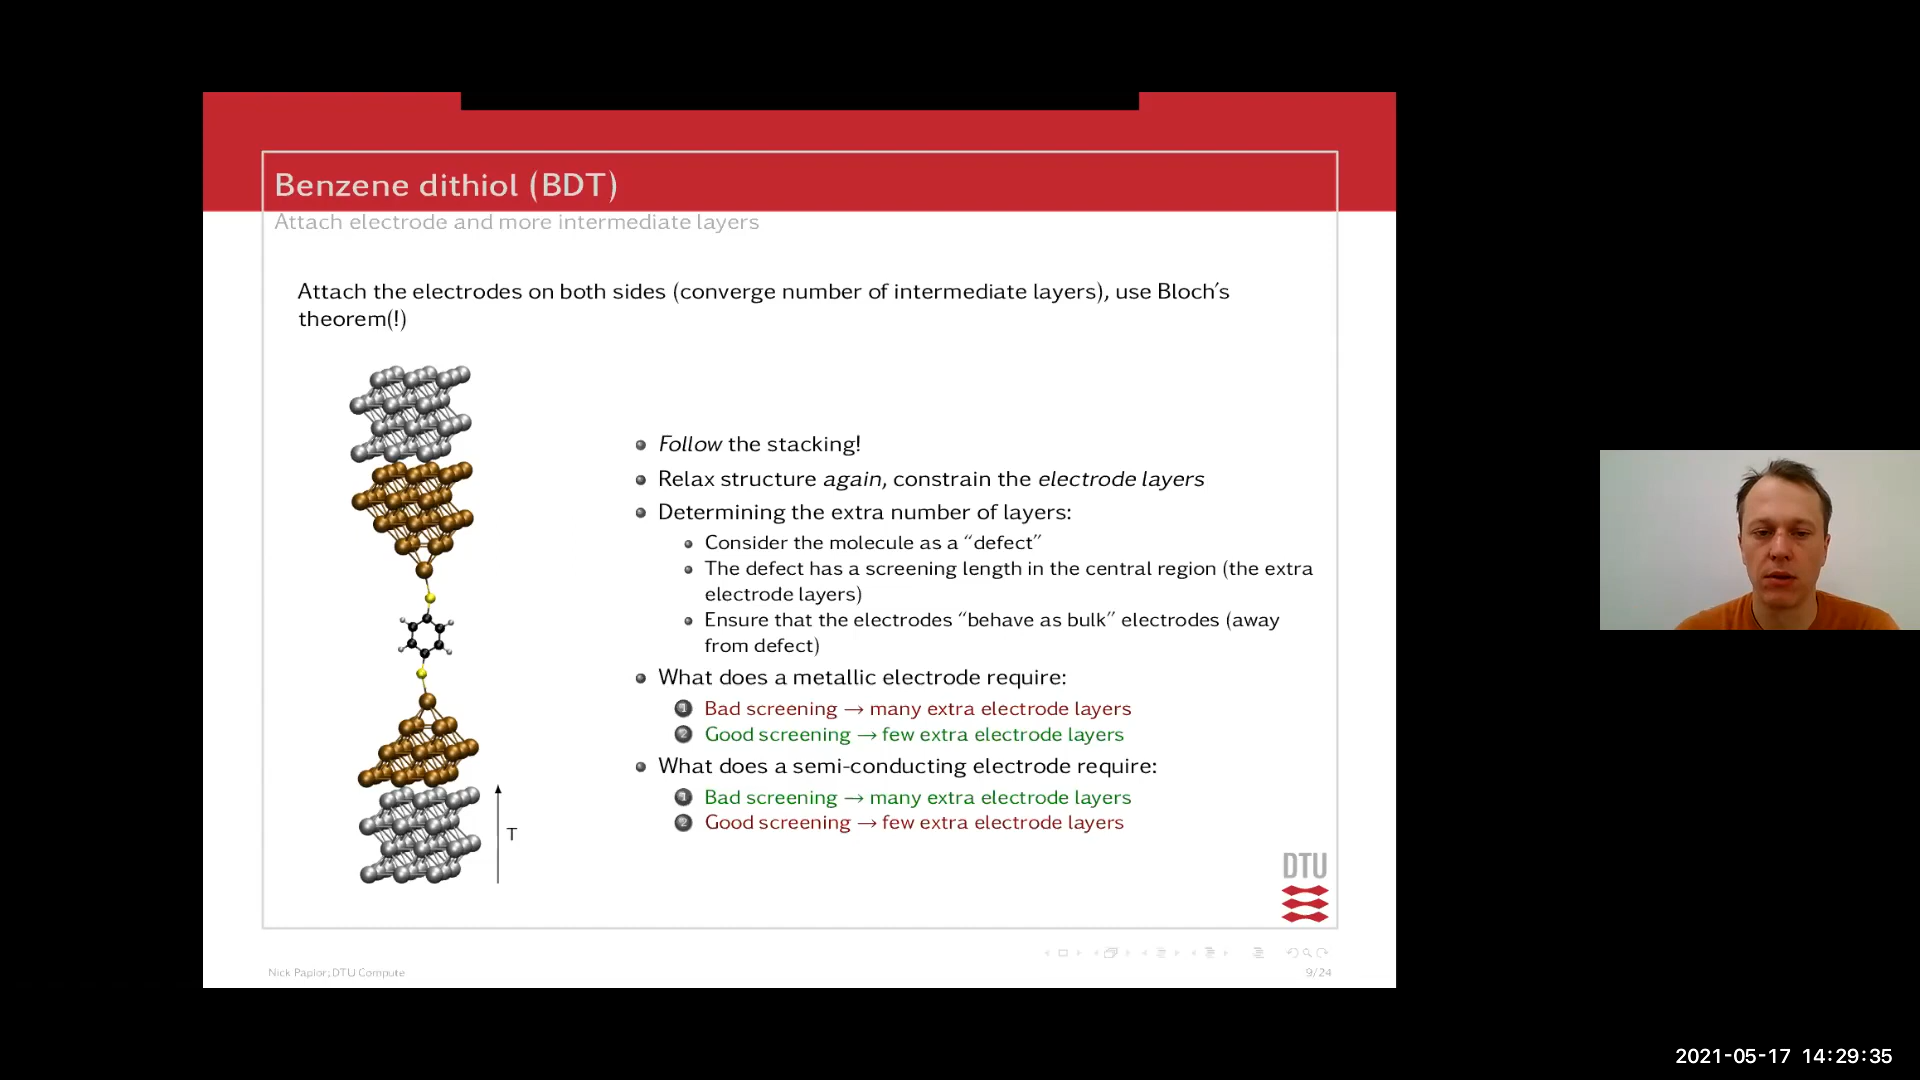 Benzene dithiol (BDT)
Attach electrode and more intermediate layers
Attach the electrodes on both sides (converge number of intermediate layers), use Bloch's
theorem(!)
Follow the stacking!
Relax structure again, constrain the electrode layers
Determining the extra number of layers:
Consider the molecule as a “defect”
The defect has a screening length in the central region (the extra
electrode layers)
Ensure that the electrodes “behave as bulk” electrodes (away
from defect)
What does a metallic electrode require:
1 Bad screening → many extra electrode layers
2 Good screening → few extra electrode layers
What does a semi-conducting electrode require:
1 Bad screening → many extra electrode layers
2 Good screening → few extra electrode layers
T
DTU
Nick Papior; DTU Compute
9/24
2021-05-17 14:29:35